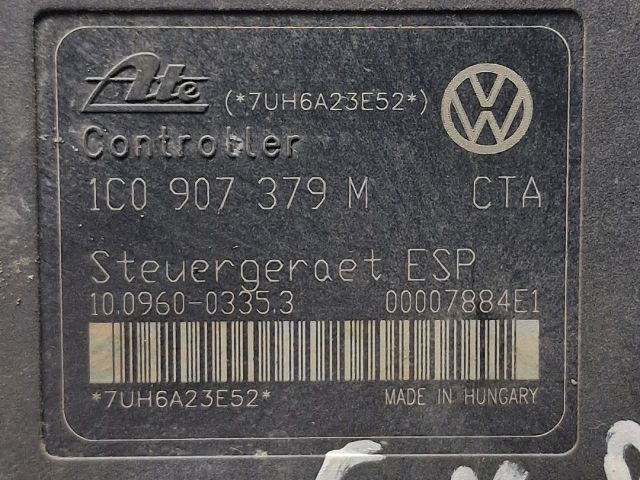 Ate (*7UH6A23E52*)
Controller
1C0 907 379 M CTA
Steuergeraet ESP
10.0960-0335.3 00007884E1
*7UH6A23E52* MADE IN HUNGARY